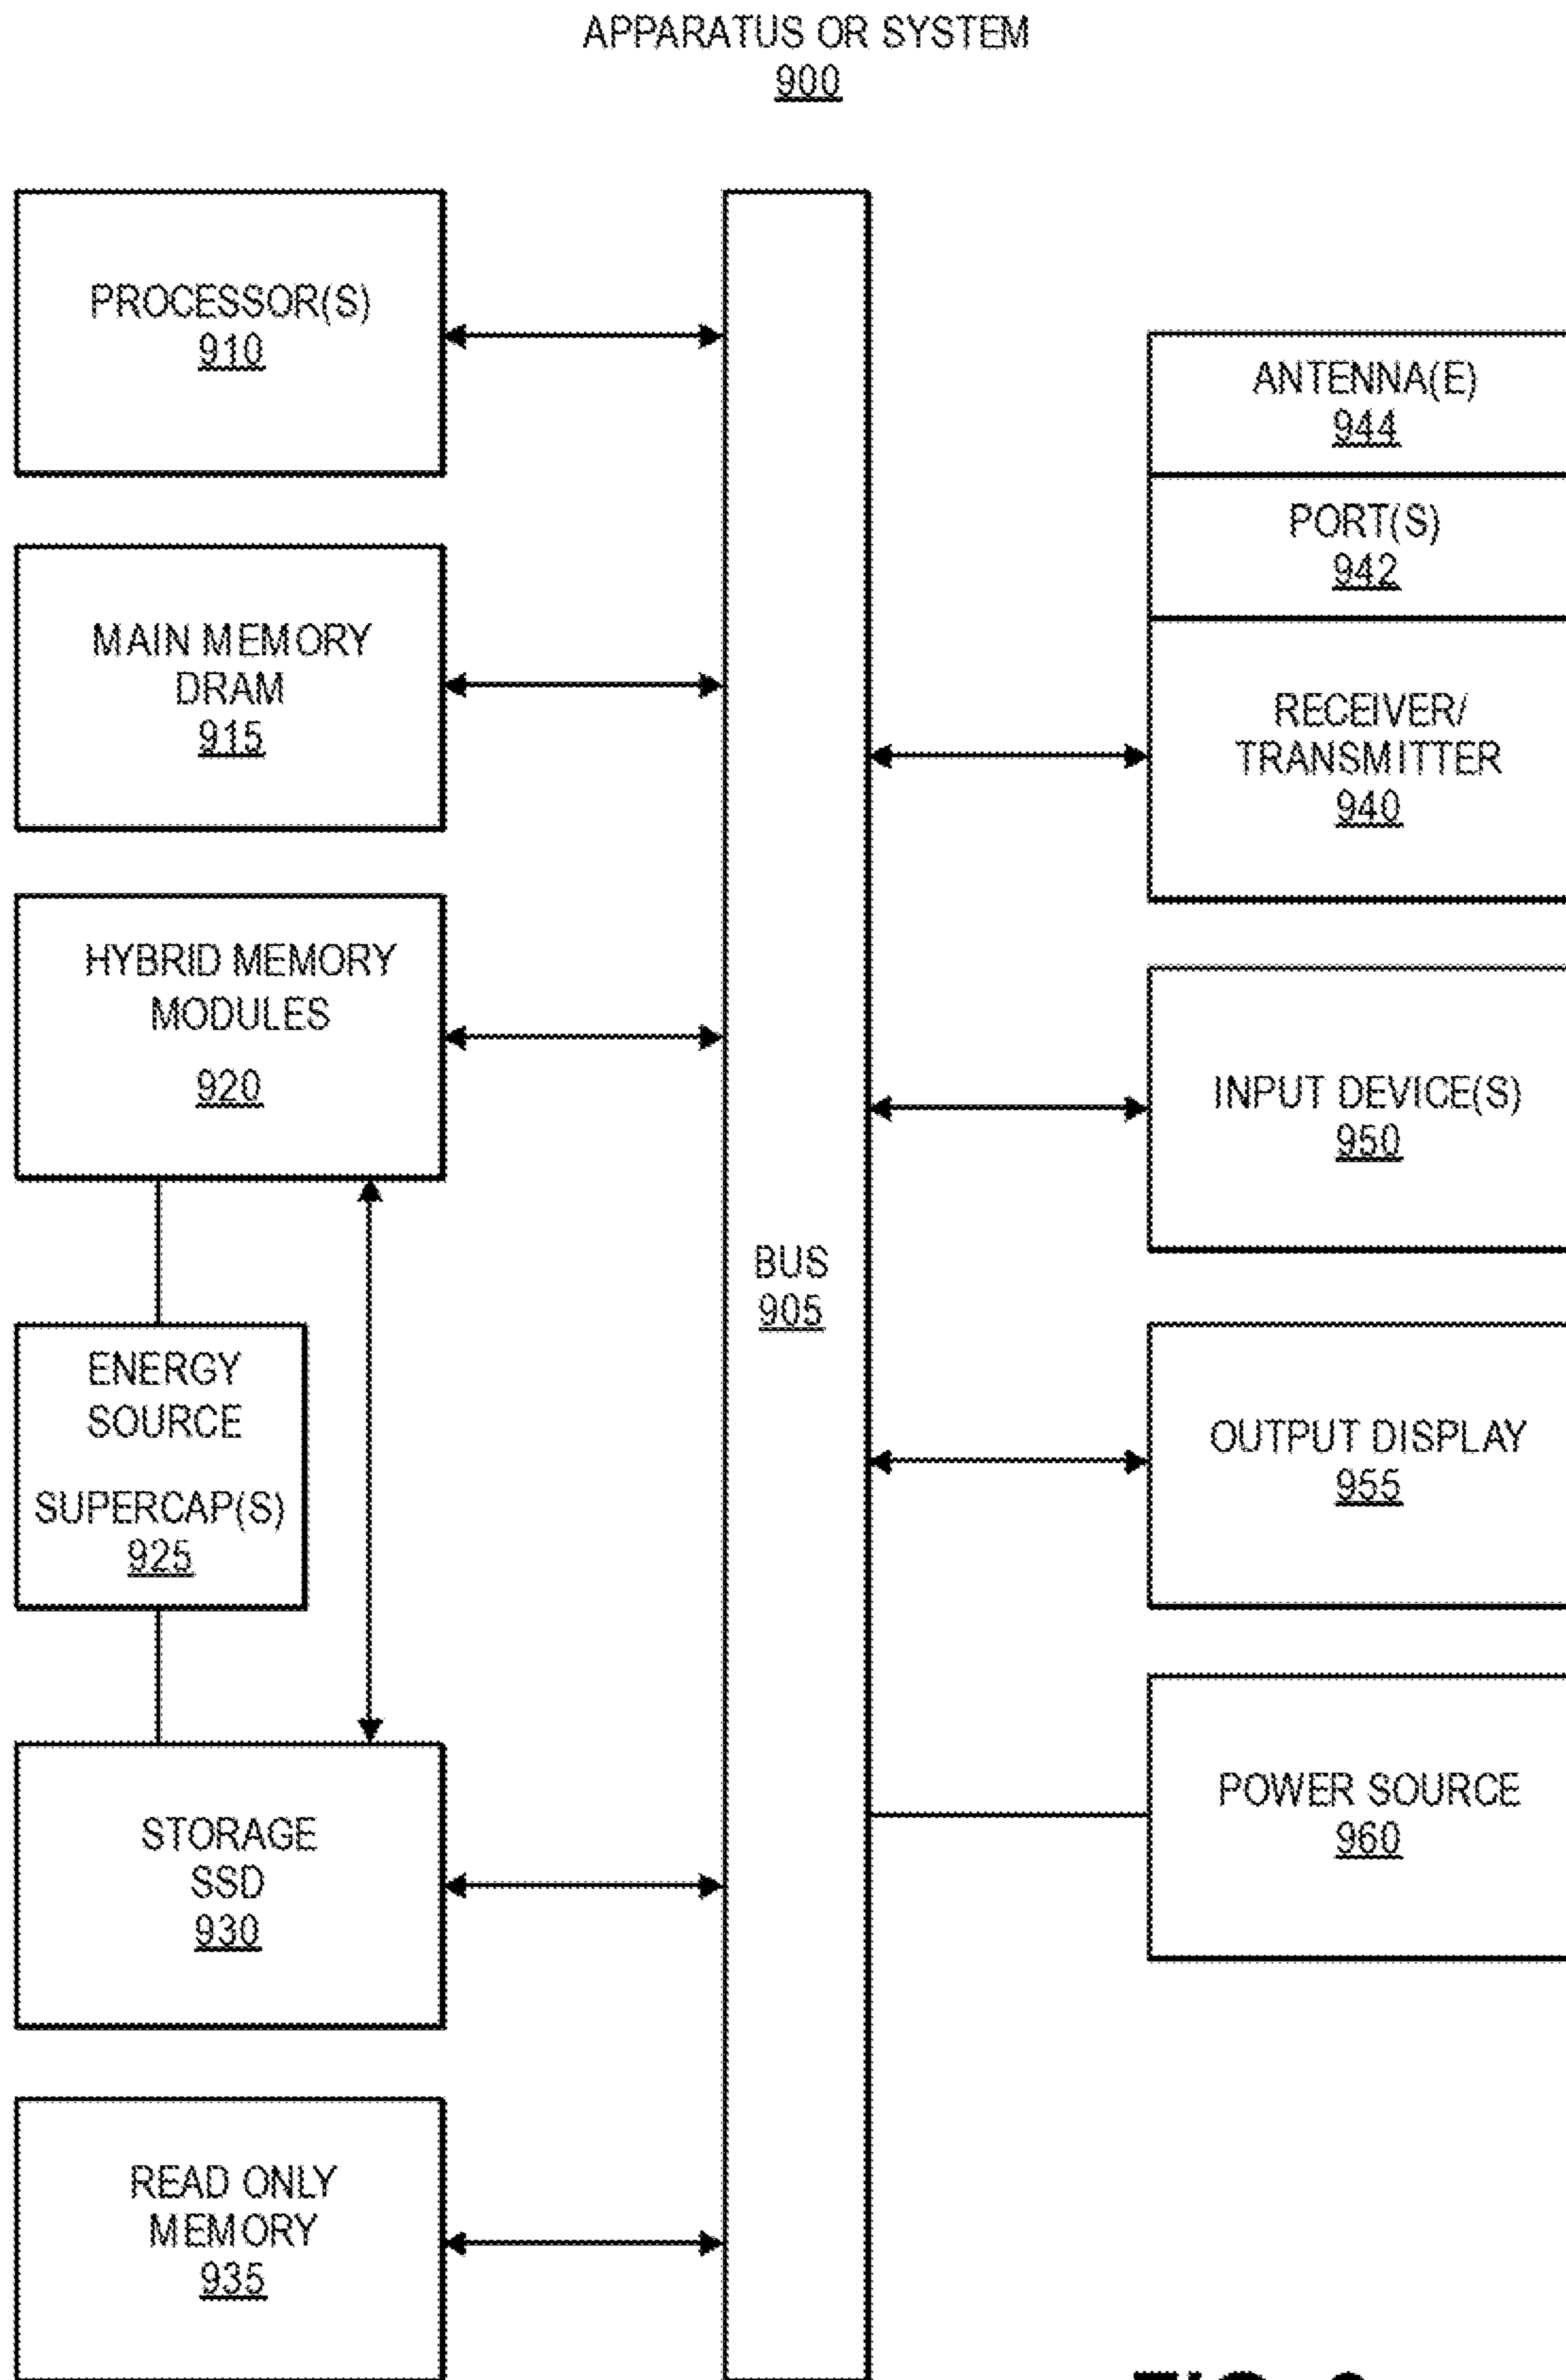 APPARATUS OR SYSTEM
900
PROCESSOR(S)
910
MAIN MEMORY
DRAM
915
HYBRID MEMORY
MODULES
920
ENERGY
SOURCE
SUPERCAP(S)
925
STORAGE
SSD
930
READ ONLY
MEMORY
935
BUS
905
ANTENNA(E)
944
PORT(S)
942
RECEIVER/
TRANSMITTER
940
INPUT DEVICE(S)
950
OUTPUT DISPLAY
955
POWER SOURCE
960